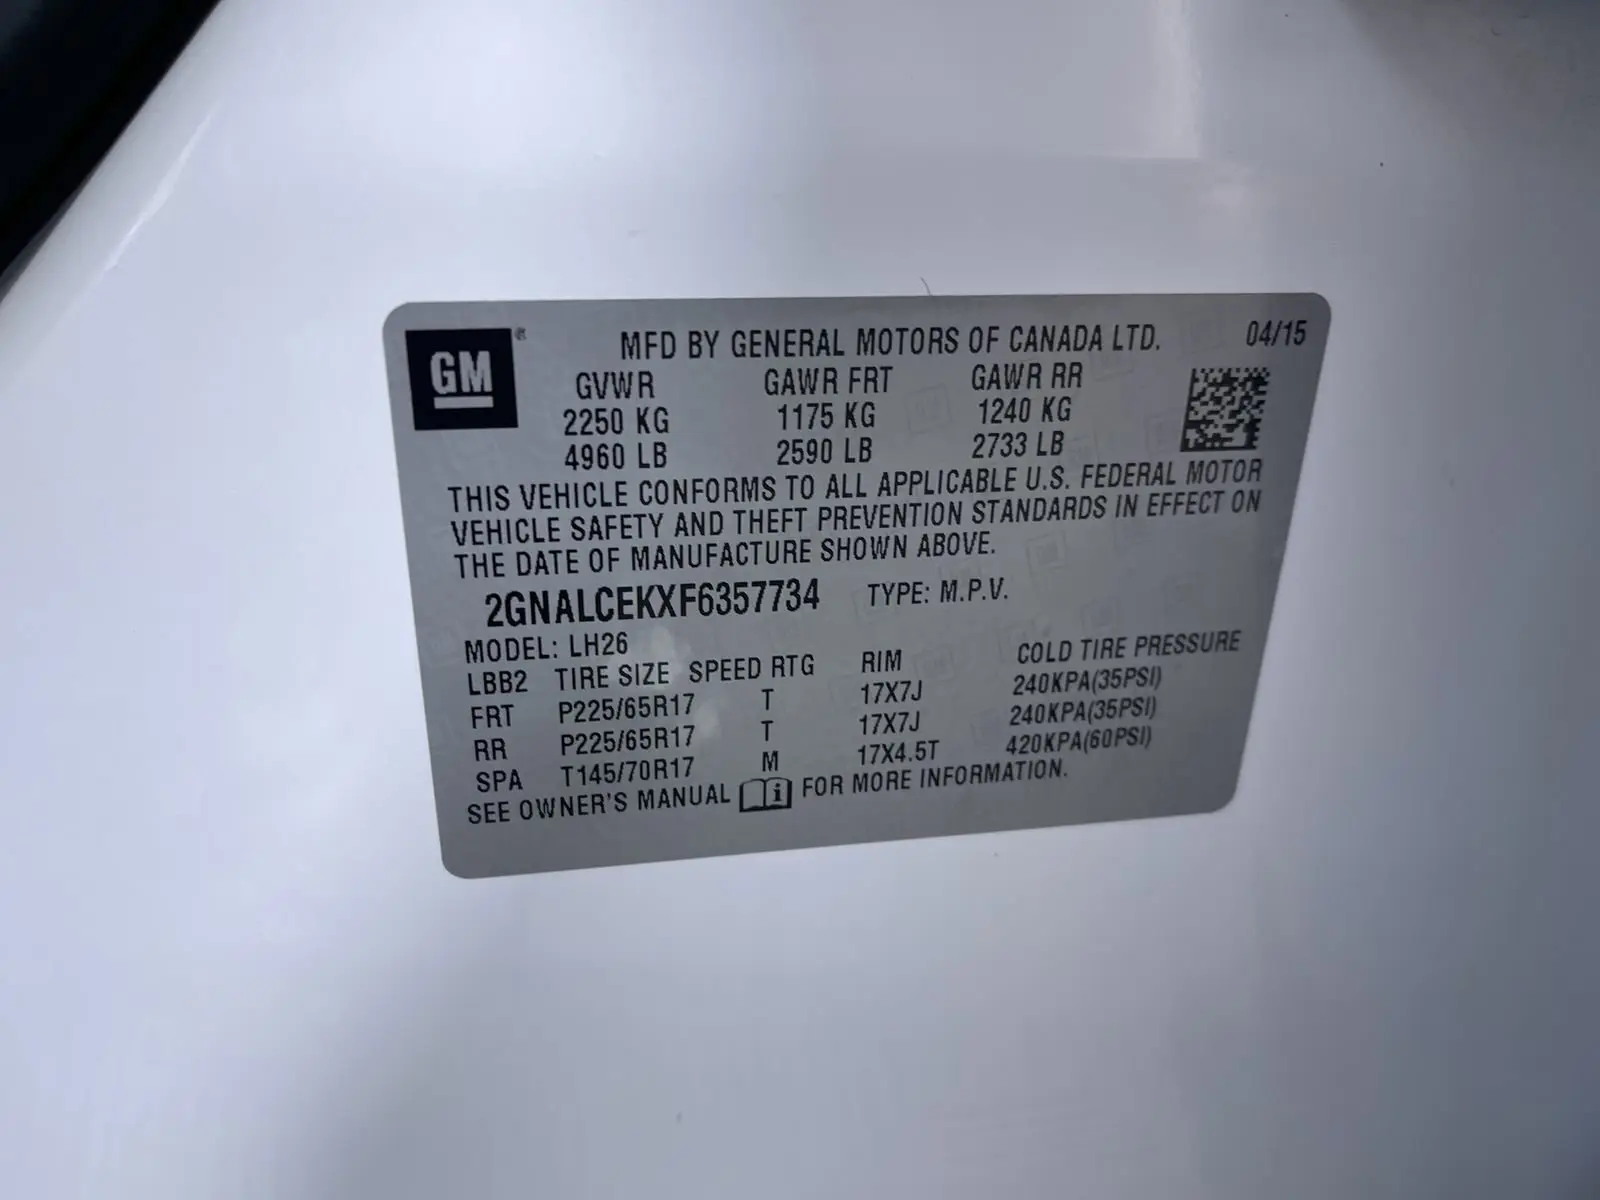 GM ® MFD BY GENERAL MOTORS OF CANADA LTD. 04/15
GVWR GAWR FRT GAWR RR
2250 KG 1175 KG 1240 KG
4960 LB 2590 LB 2733 LB
THIS VEHICLE CONFORMS TO ALL APPLICABLE U.S. FEDERAL MOTOR
VEHICLE SAFETY AND THEFT PREVENTION STANDARDS IN EFFECT ON
THE DATE OF MANUFACTURE SHOWN ABOVE.
2GNALCEKXF6357734 TYPE: M.P.V.
MODEL: LH26
LBB2 TIRE SIZE SPEED RTG RIM COLD TIRE PRESSURE
FRT P225/65R17 T 17X7J 240KPA(35PSI)
RR P225/65R17 T 17X7J 240KPA(35PSI)
SPA T145/70R17 M 17X4.5T 420KPA(60PSI)
SEE OWNER'S MANUAL i FOR MORE INFORMATION.